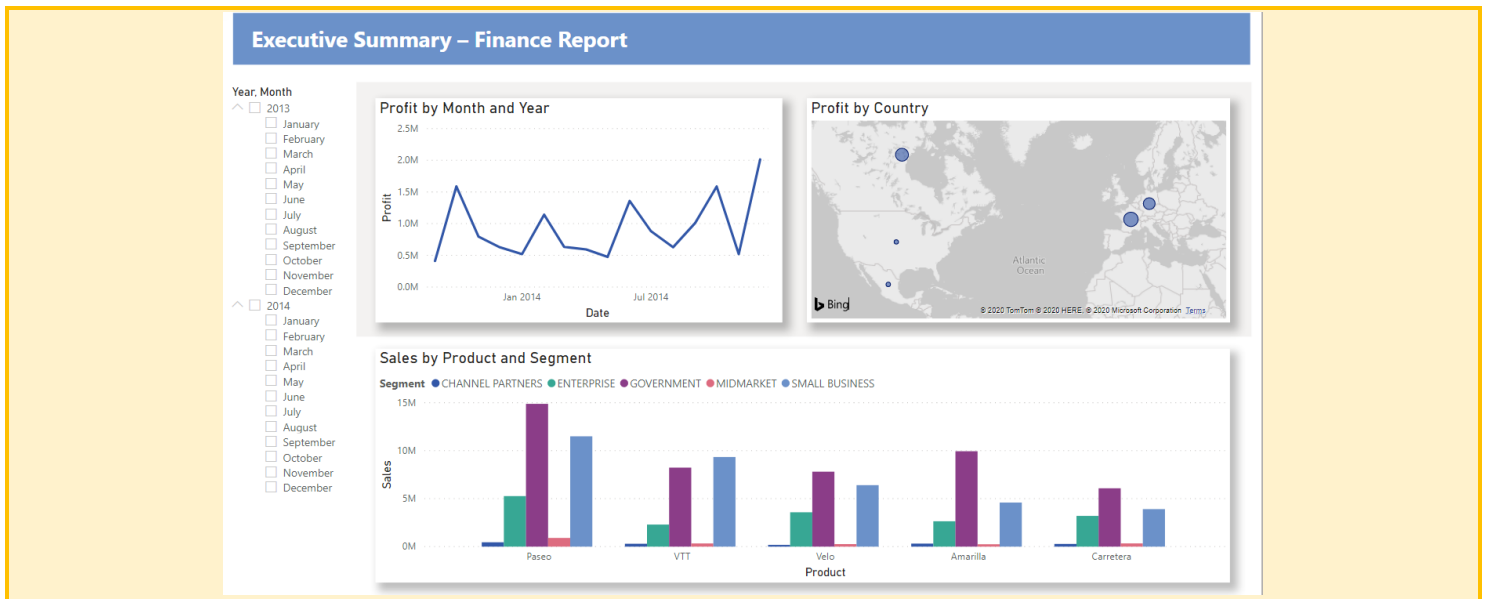 Executive Summary – Finance Report
Year, Month
2013
January
February
March
April
May
June
July
August
September
October
November
December
2014
January
February
March
April
May
June
July
August
September
October
November
December
Profit by Month and Year
2.5M
2.0M
1.5M
1.0M
0.5M
0.0M
Profit
Jan 2014 Jul 2014
Date
Profit by Country
Atlantic
Ocean
Bing
© 2020 TomTom © 2020 HERE, © 2020 Microsoft Corporation Terms
Sales by Product and Segment
Segment CHANNEL PARTNERS ENTERPRISE GOVERNMENT MIDMARKET SMALL BUSINESS
15M
10M
5M
0M
Sales
Paseo VTT Velo Amarilla Carretera
Product